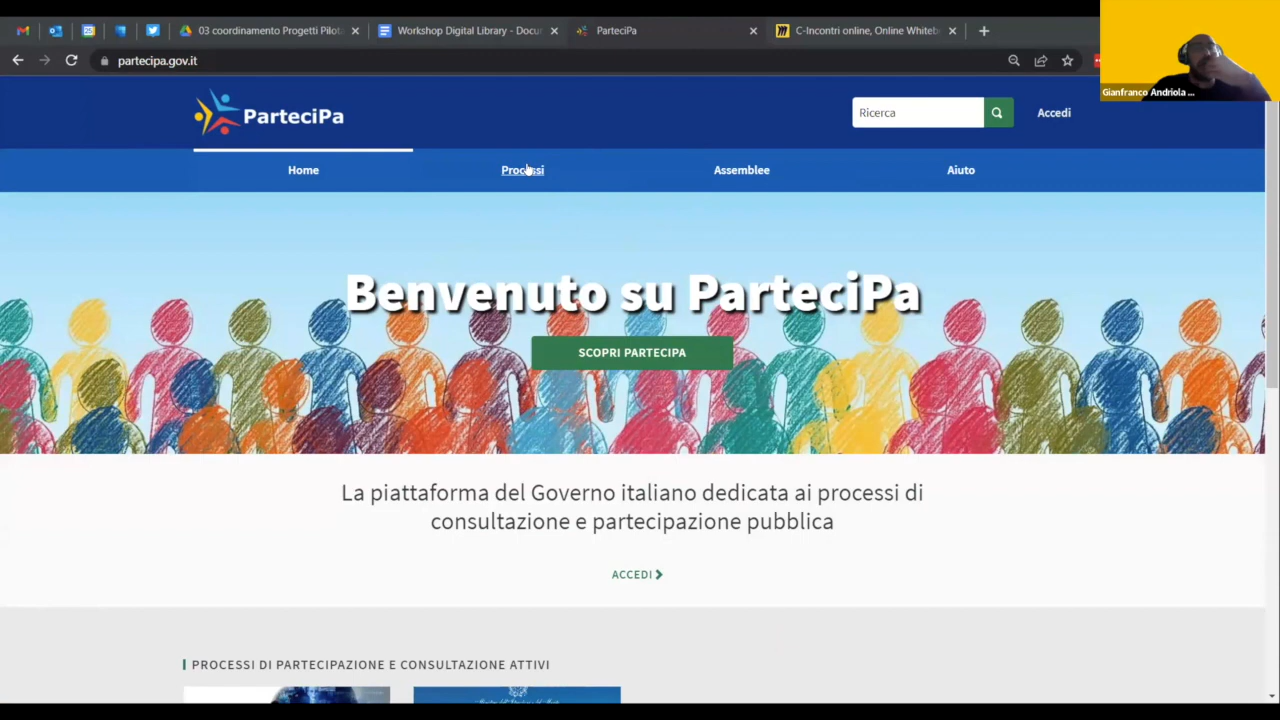 03 coordinamento Progetti Pilot
Workshop Digital Library - Docu
ParteciPa
C-Incontri online, Online Whiteb
partecipa.gov.it
Gianfranco Andriola ...
ParteciPa
Ricerca
Accedi
Home
Processi
Assemblee
Aiuto
Benvenuto su ParteciPa
SCOPRI PARTECIPA
La piattaforma del Governo italiano dedicata ai processi di
consultazione e partecipazione pubblica
ACCEDI
PROCESSI DI PARTECIPAZIONE E CONSULTAZIONE ATTIVI